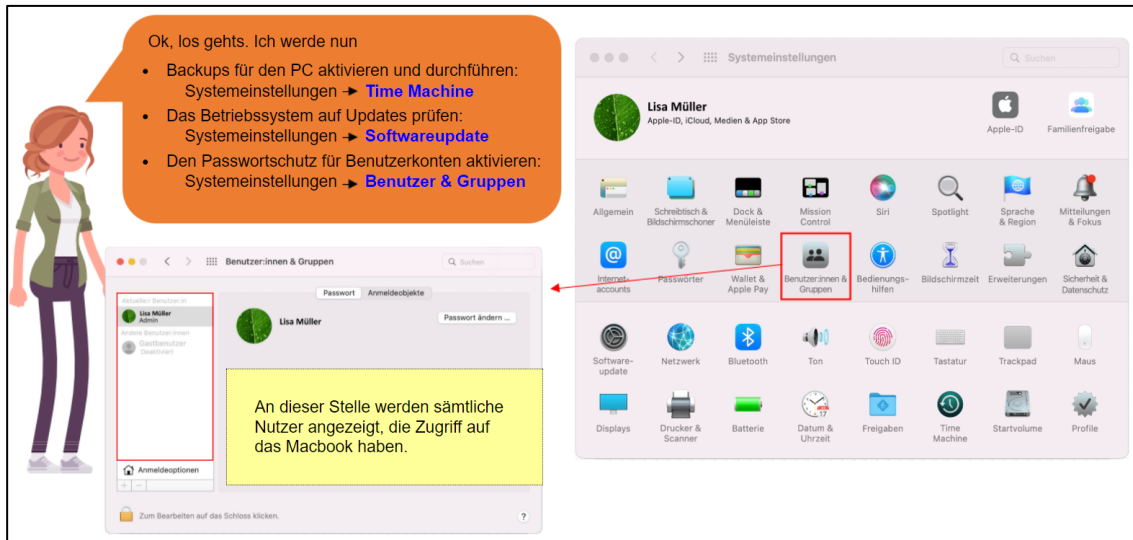 Ok, los gehts. Ich werde nun
• Backups für den PC aktivieren und durchführen:
Systemeinstellungen → Time Machine
• Das Betriebssystem auf Updates prüfen:
Systemeinstellungen → Softwareupdate
• Den Passwortschutz für Benutzerkonten aktivieren:
Systemeinstellungen → Benutzer & Gruppen
Systemeinstellungen
Suchen
Lisa Müller
Apple-ID, iCloud, Medien & App Store
Apple-ID
Familienfreigabe
Allgemein
Schreibtisch &
Bildschirmschoner
Dock &
Menüleiste
Mission
Control
Siri
Spotlight
Sprache
& Region
Mitteilungen
& Fokus
Internet-
accounts
Passwörter
Wallet &
Apple Pay
Benutzer:innen &
Gruppen
Bedienungs-
hilfen
Bildschirmzeit
Erweiterungen
Sicherheit &
Datenschutz
Software-
update
Netzwerk
Bluetooth
Ton
Touch ID
Tastatur
Trackpad
Maus
Displays
Drucker &
Scanner
Batterie
Datum &
Uhrzeit
Freigaben
Time
Machine
Startvolume
Profile
Benutzer:innen & Gruppen
Suchen
Passwort
Anmeldeobjekte
Aktuelle:r Benutzer:in
Lisa Müller
Admin
Andere Benutzer:innen
Gastbenutzer
Deaktiviert
Lisa Müller
Passwort ändern ...
An dieser Stelle werden sämtliche
Nutzer angezeigt, die Zugriff auf
das Macbook haben.
Anmeldeoptionen
+ −
Zum Bearbeiten auf das Schloss klicken.
?